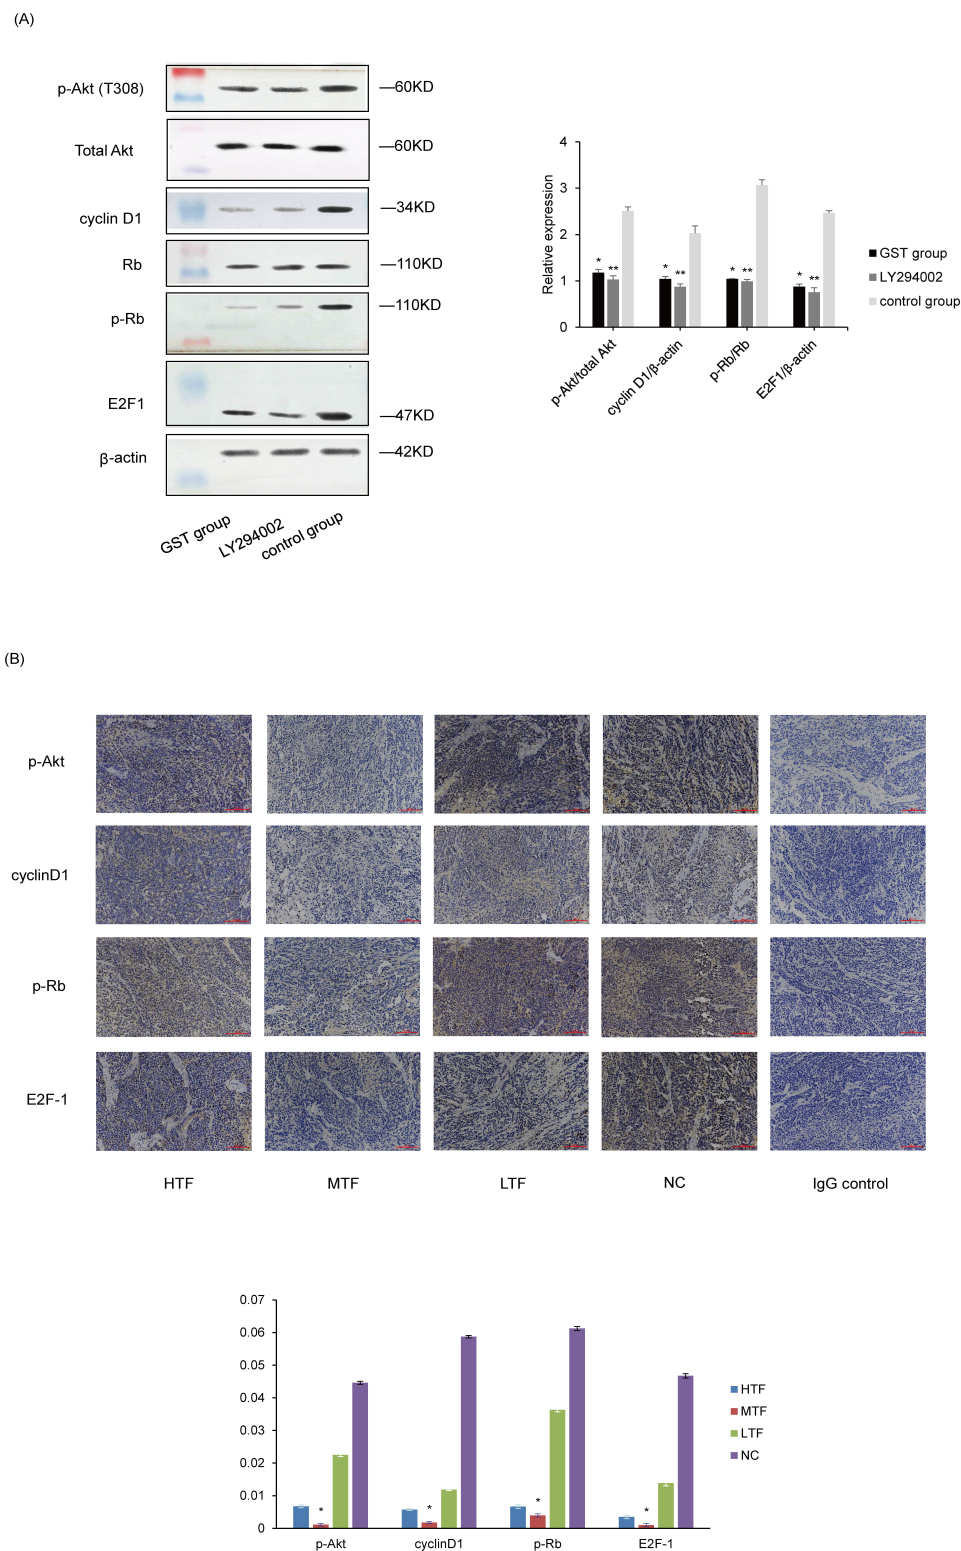 (A)
p-Akt (T308)
—60KD
Total Akt
—60KD
cyclin D1
—34KD
Rb
—110KD
p-Rb
—110KD
E2F1
—47KD
β-actin
—42KD
GST group
LY294002
control group
4
3
2
1
0
Relative expression
* **
* **
* **
* **
p-Akt/total Akt
cyclin D1/β-actin
p-Rb/Rb
E2F1/β-actin
GST group
LY294002
control group
(B)
p-Akt
cyclinD1
p-Rb
E2F-1
HTF MTF LTF NC IgG control
0.07
0.06
0.05
0.04
0.03
0.02
0.01
0
* * * *
p-Akt cyclinD1 p-Rb E2F-1
HTF
MTF
LTF
NC